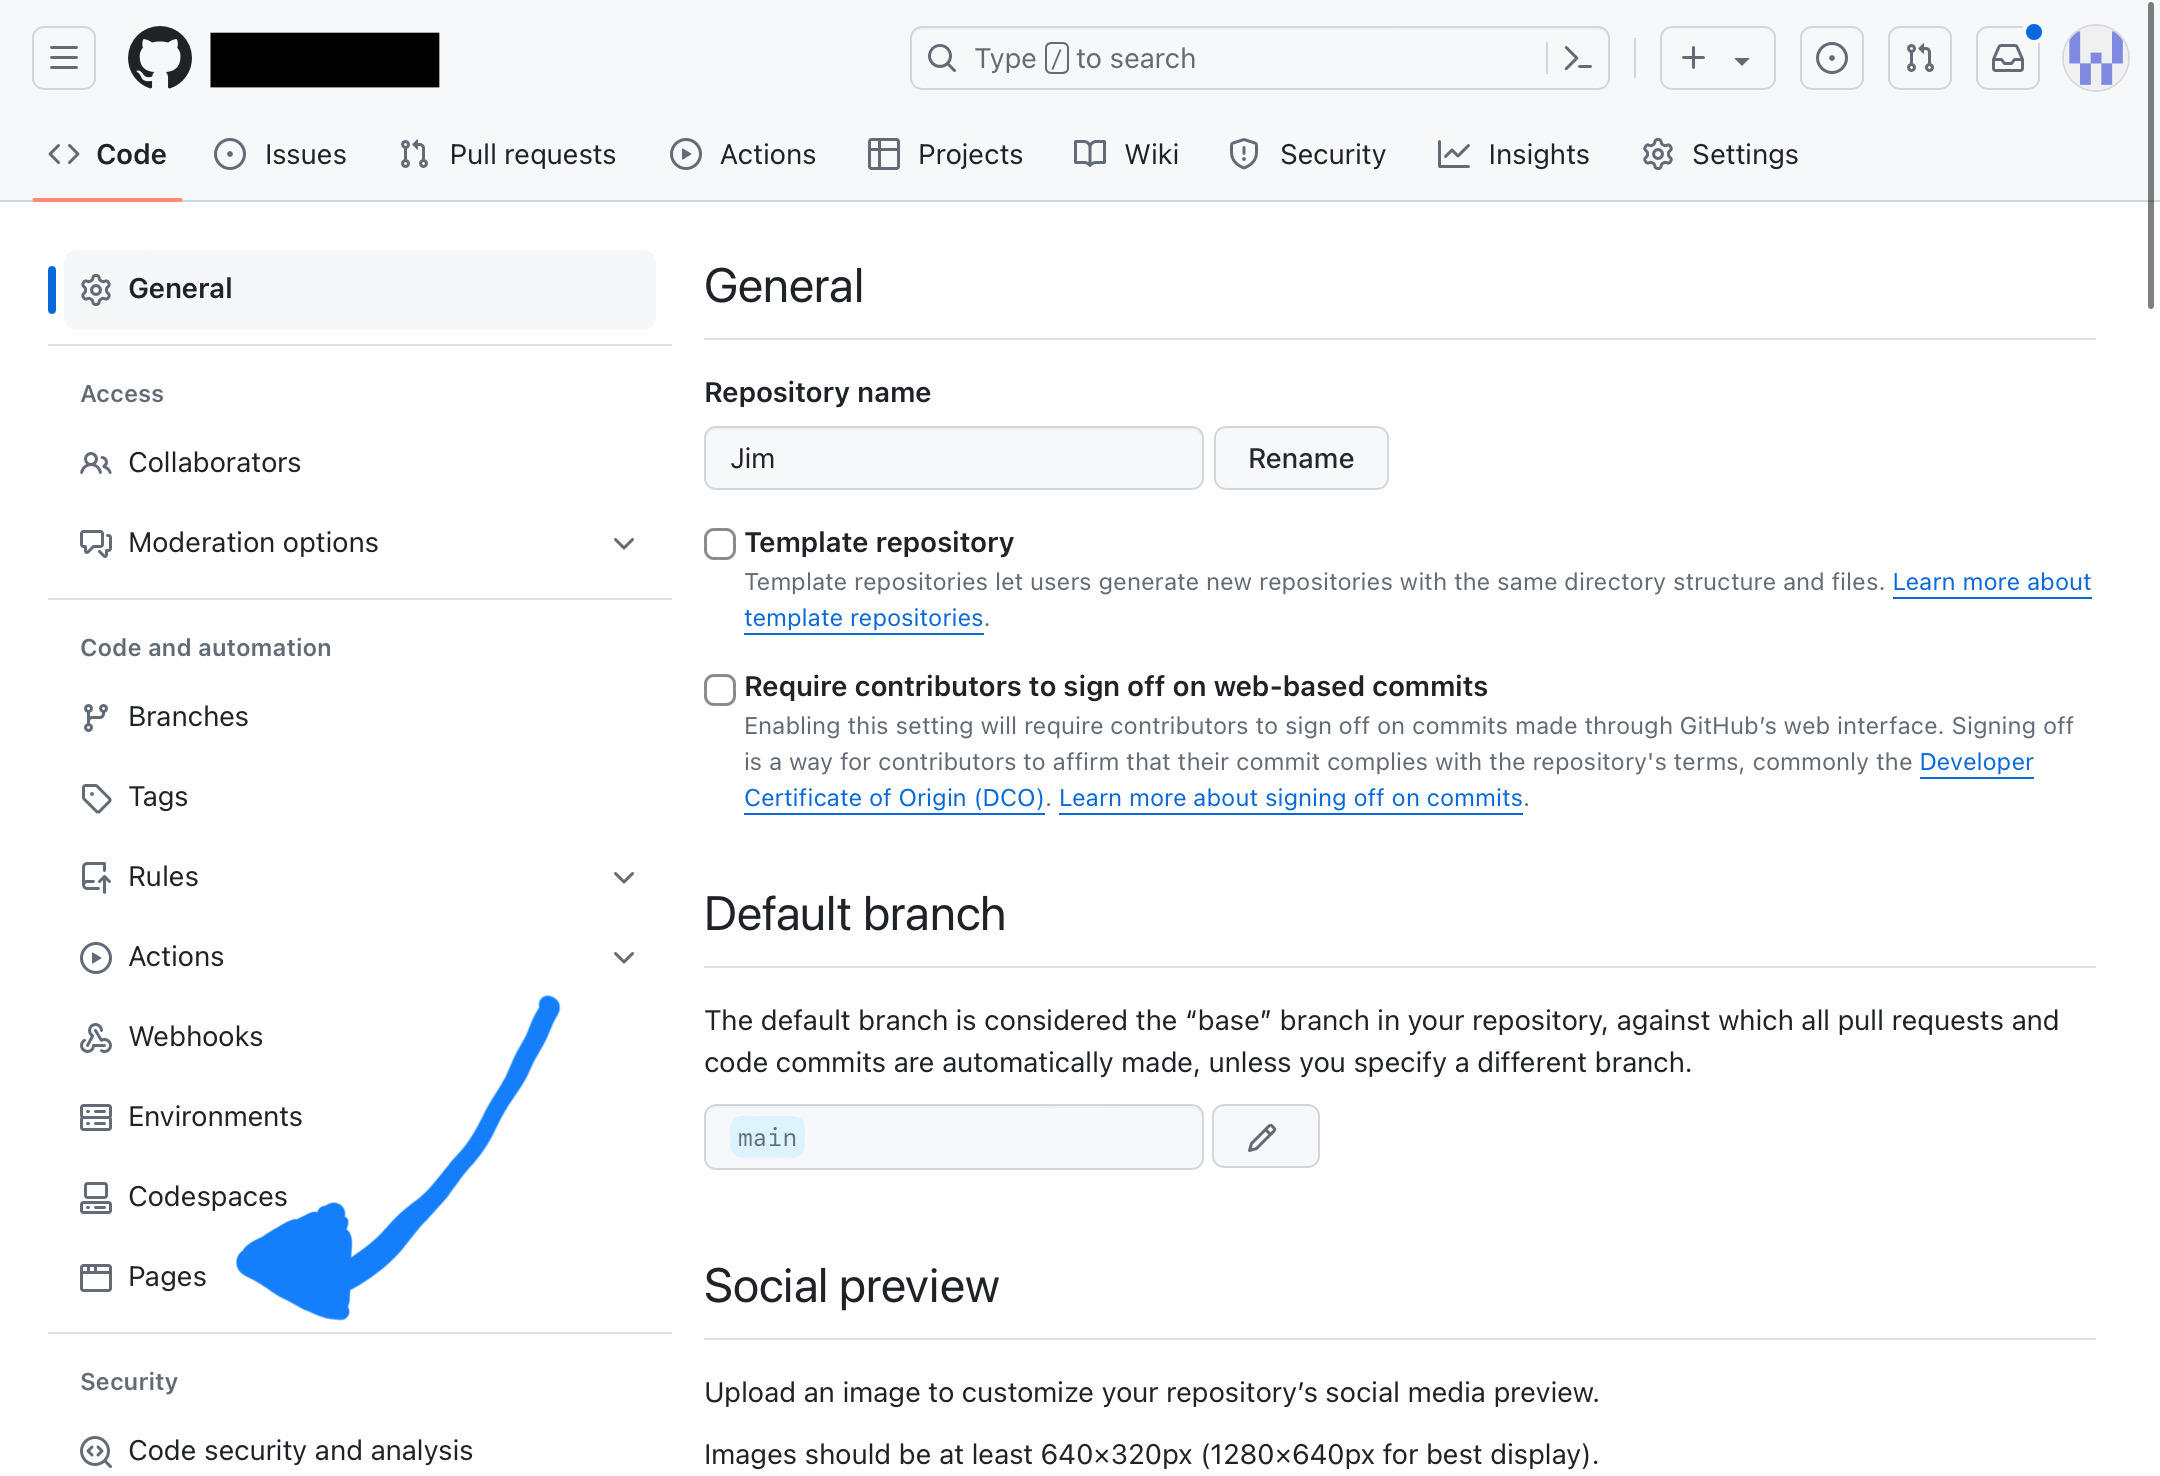 Type / to search
Code Issues Pull requests Actions Projects Wiki Security Insights Settings
General
Access
Collaborators
Moderation options
Code and automation
Branches
Tags
Rules
Actions
Webhooks
Environments
Codespaces
Pages
Security
Code security and analysis
General
Repository name
Jim Rename
Template repository
Template repositories let users generate new repositories with the same directory structure and files. Learn more about
template repositories.
Require contributors to sign off on web-based commits
Enabling this setting will require contributors to sign off on commits made through GitHub’s web interface. Signing off
is a way for contributors to affirm that their commit complies with the repository's terms, commonly the Developer
Certificate of Origin (DCO). Learn more about signing off on commits.
Default branch
The default branch is considered the “base” branch in your repository, against which all pull requests and
code commits are automatically made, unless you specify a different branch.
main
Social preview
Upload an image to customize your repository’s social media preview.
Images should be at least 640×320px (1280×640px for best display).